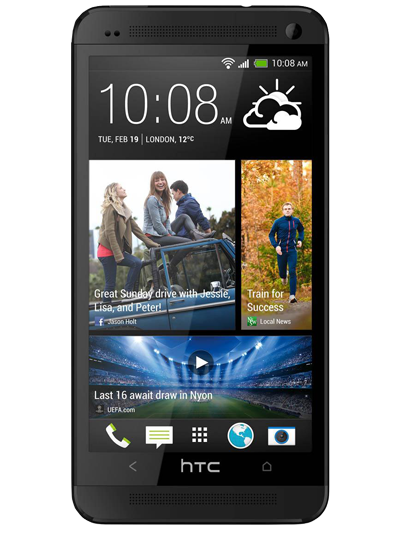 10:08 AM
10:08 AM
TUE, FEB 19 | LONDON, 12°C
Great Sunday drive with Jessie,
Lisa, and Peter!
Jason Holt
Train for
Success
Local News
Last 16 await draw in Nyon
UEFA.com
hTC